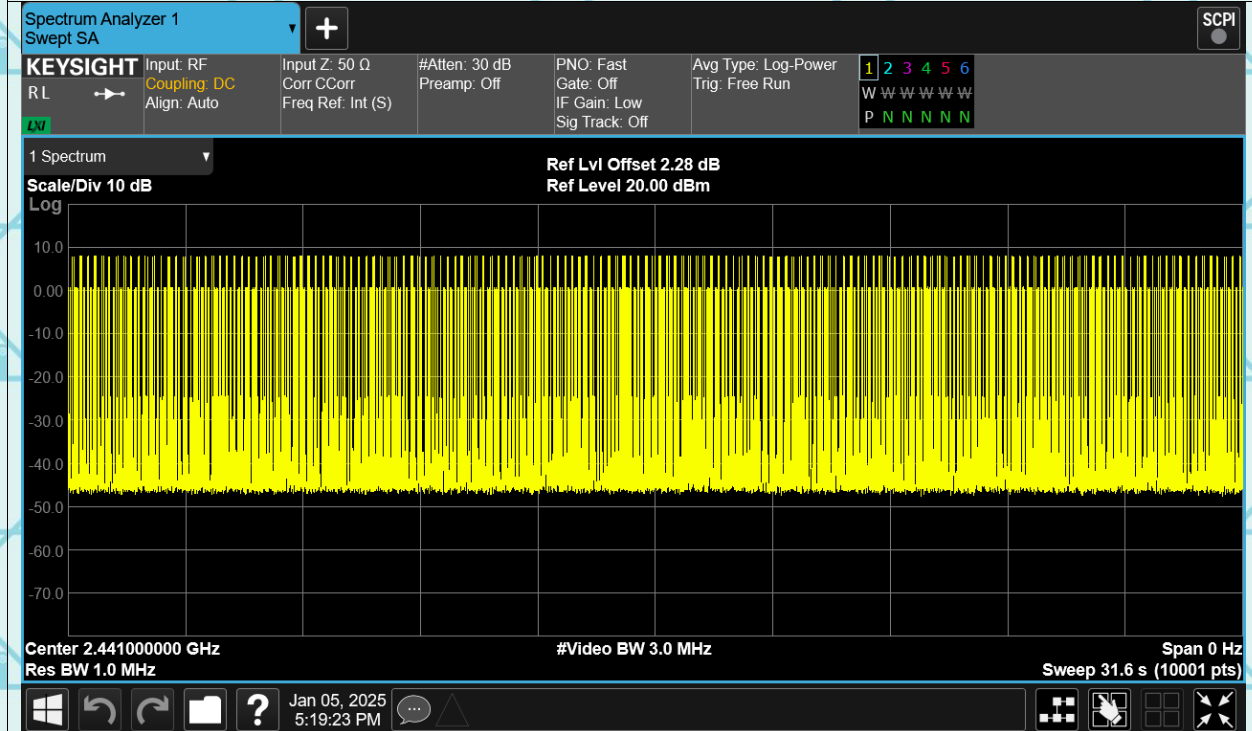 Spectrum Analyzer 1
Swept SA
SCPI
KEYSIGHT
R L
LXI
Input: RF
Coupling: DC
Align: Auto
Input Z: 50 Ω
Corr CCorr
Freq Ref: Int (S)
#Atten: 30 dB
Preamp: Off
PNO: Fast
Gate: Off
IF Gain: Low
Sig Track: Off
Avg Type: Log-Power
Trig: Free Run
1 2 3 4 5 6
W W W W W W
P N N N N N
1 Spectrum
Ref Lvl Offset 2.28 dB
Scale/Div 10 dB
Ref Level 20.00 dBm
Log
10.0
0.00
-10.0
-20.0
-30.0
-40.0
-50.0
-60.0
-70.0
Center 2.441000000 GHz
#Video BW 3.0 MHz
Span 0 Hz
Res BW 1.0 MHz
Sweep 31.6 s (10001 pts)
?
Jan 05, 2025
5:19:23 PM